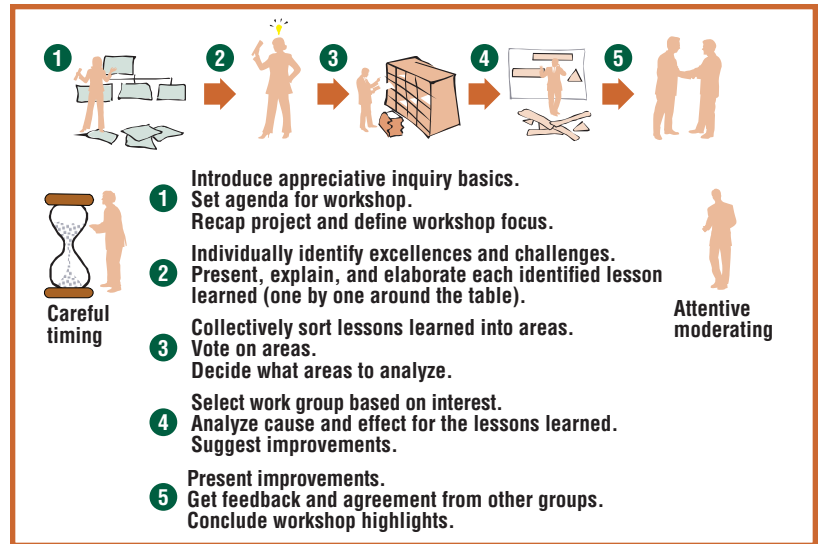 1 2 3 4 5
1
Introduce appreciative inquiry basics.
Set agenda for workshop.
Recap project and define workshop focus.
2
Individually identify excellences and challenges.
Present, explain, and elaborate each identified lesson
learned (one by one around the table).
3
Collectively sort lessons learned into areas.
Vote on areas.
Decide what areas to analyze.
4
Select work group based on interest.
Analyze cause and effect for the lessons learned.
Suggest improvements.
5
Present improvements.
Get feedback and agreement from other groups.
Conclude workshop highlights.
Careful
timing
Attentive
moderating